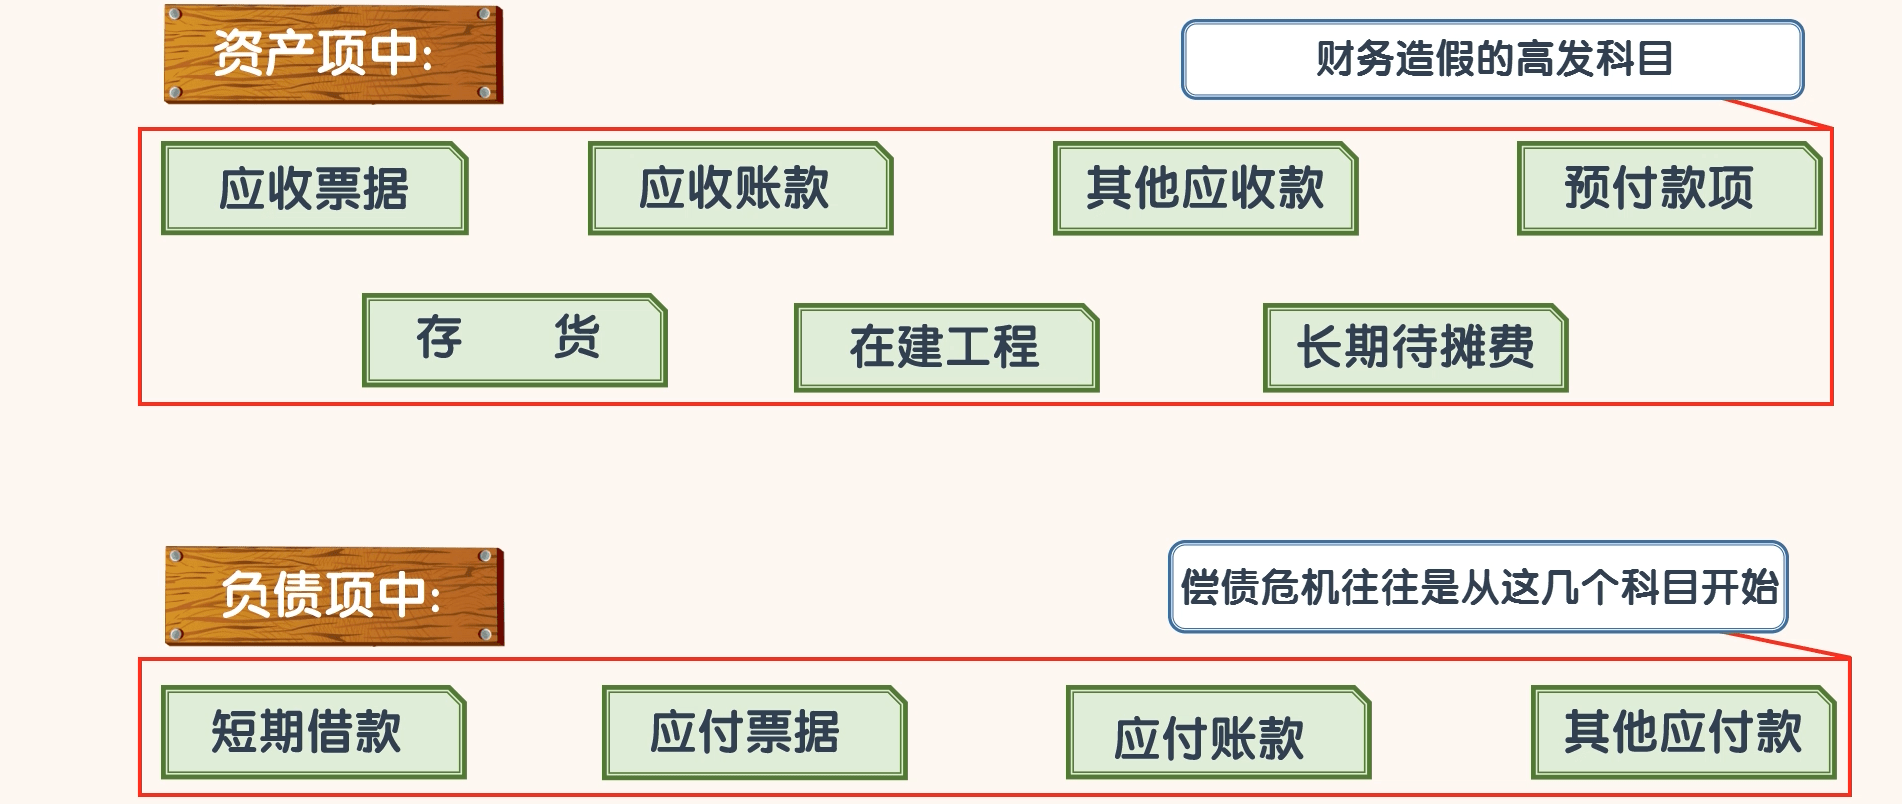 资产项中:
财务造假的高发科目
应收票据
应收账款
其他应收款
预付款项
存 货
在建工程
长期待摊费
负债项中:
偿债危机往往是从这几个科目开始
短期借款
应付票据
应付账款
其他应付款